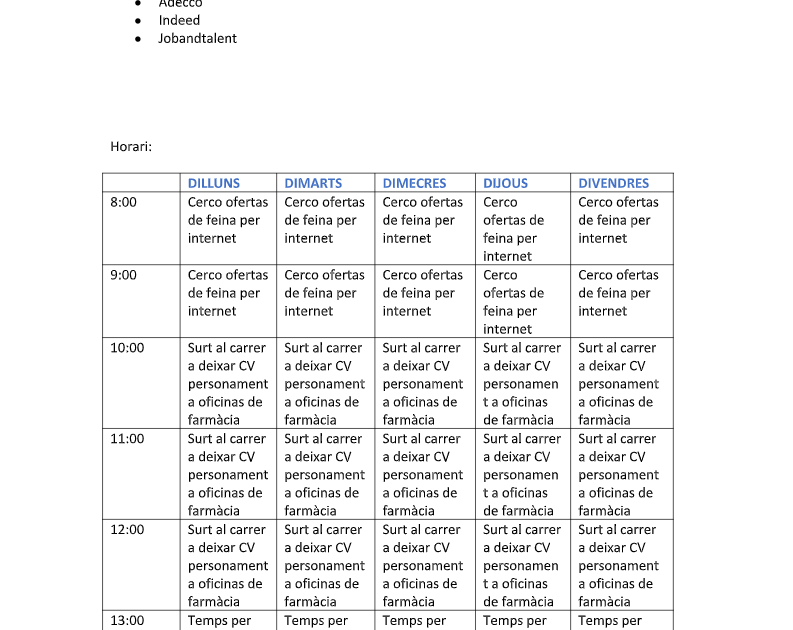 Adecco
Indeed
Jobandtalent
Horari:
DILLUNS DIMARTS DIMECRES DIJOUS DIVENDRES
8:00 Cerco ofertas Cerco ofertas Cerco ofertas Cerco Cerco ofertas
de feina per de feina per de feina per ofertas de de feina per
internet internet internet feina per internet
internet
9:00 Cerco ofertas Cerco ofertas Cerco ofertas Cerco Cerco ofertas
de feina per de feina per de feina per ofertas de de feina per
internet internet internet feina per internet
internet
10:00 Surt al carrer Surt al carrer Surt al carrer Surt al carrer Surt al carrer
a deixar CV a deixar CV a deixar CV a deixar CV a deixar CV
personament personament personament personamen personament
a oficinas de a oficinas de a oficinas de t a oficinas a oficinas de
farmàcia farmàcia farmàcia de farmàcia farmàcia
11:00 Surt al carrer Surt al carrer Surt al carrer Surt al carrer Surt al carrer
a deixar CV a deixar CV a deixar CV a deixar CV a deixar CV
personament personament personament personamen personament
a oficinas de a oficinas de a oficinas de t a oficinas a oficinas de
farmàcia farmàcia farmàcia de farmàcia farmàcia
12:00 Surt al carrer Surt al carrer Surt al carrer Surt al carrer Surt al carrer
a deixar CV a deixar CV a deixar CV a deixar CV a deixar CV
personament personament personament personamen personament
a oficinas de a oficinas de a oficinas de t a oficinas a oficinas de
farmàcia farmàcia farmàcia de farmàcia farmàcia
13:00 Temps per Temps per Temps per Temps per Temps per